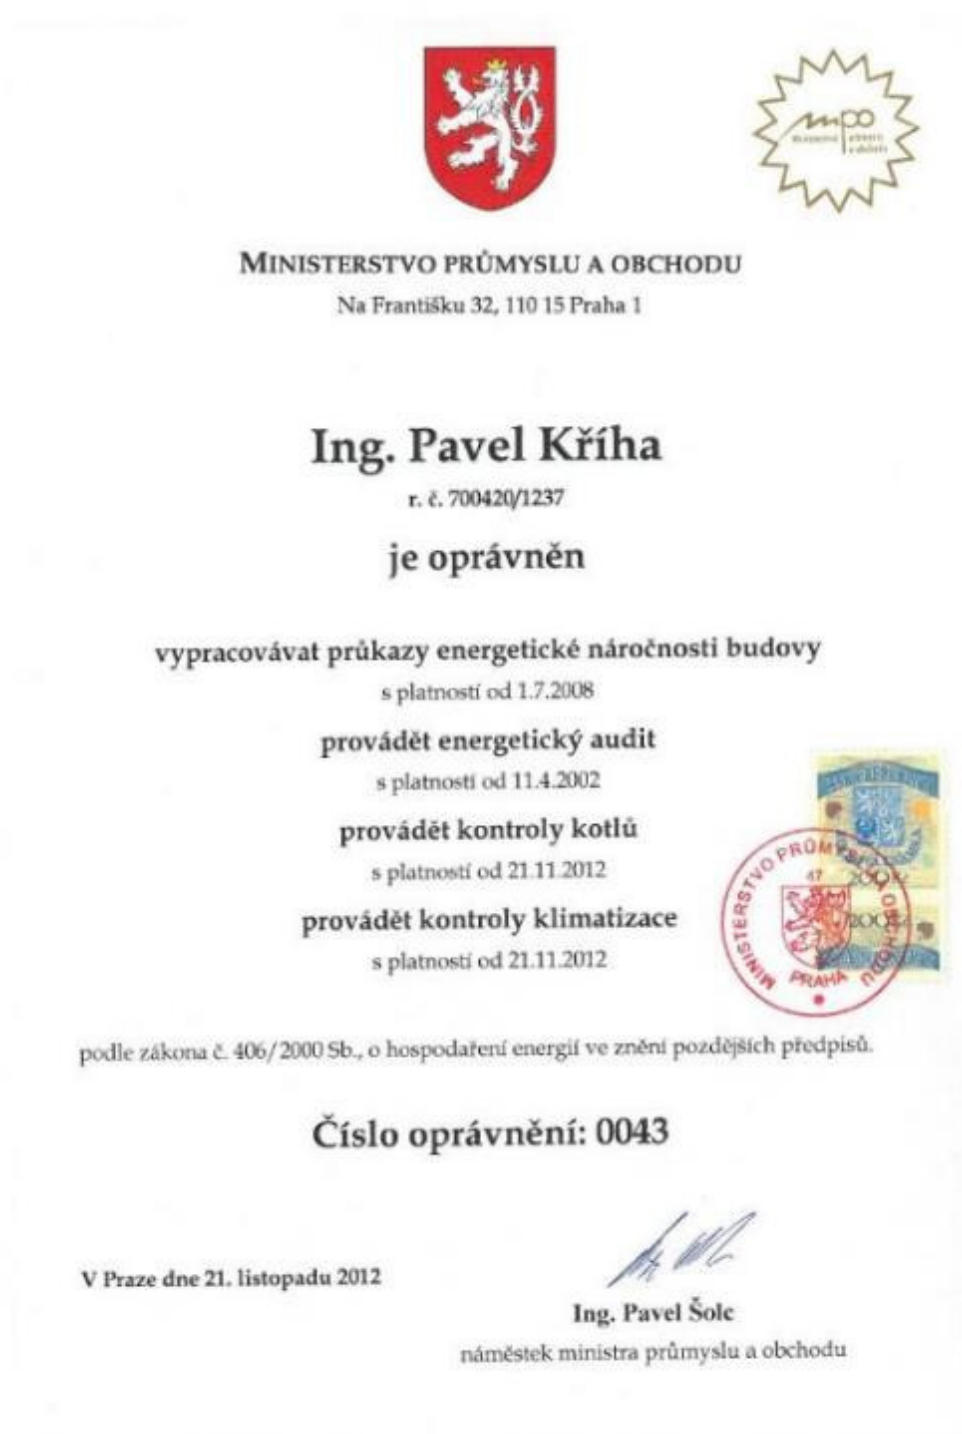 mpo
MINISTERSTVO PRŮMYSLU A OBCHODU
Na Františku 32, 110 15 Praha 1
Ing. Pavel Kříha
r. č. 700420/1237
je oprávněn
vypracovávat průkazy energetické náročnosti budovy
s platností od 1.7.2008
provádět energetický audit
s platností od 11.4.2002
provádět kontroly kotlů
s platností od 21.11.2012
provádět kontroly klimatizace
s platností od 21.11.2012
MINISTERSTVO PRŮMYSLU A OBCHODU
47
PRAHA
200
200
podle zákona č. 406/2000 Sb., o hospodaření energií ve znění pozdějších předpisů.
Číslo oprávnění: 0043
V Praze dne 21. listopadu 2012
Ing. Pavel Šolc
náměstek ministra průmyslu a obchodu